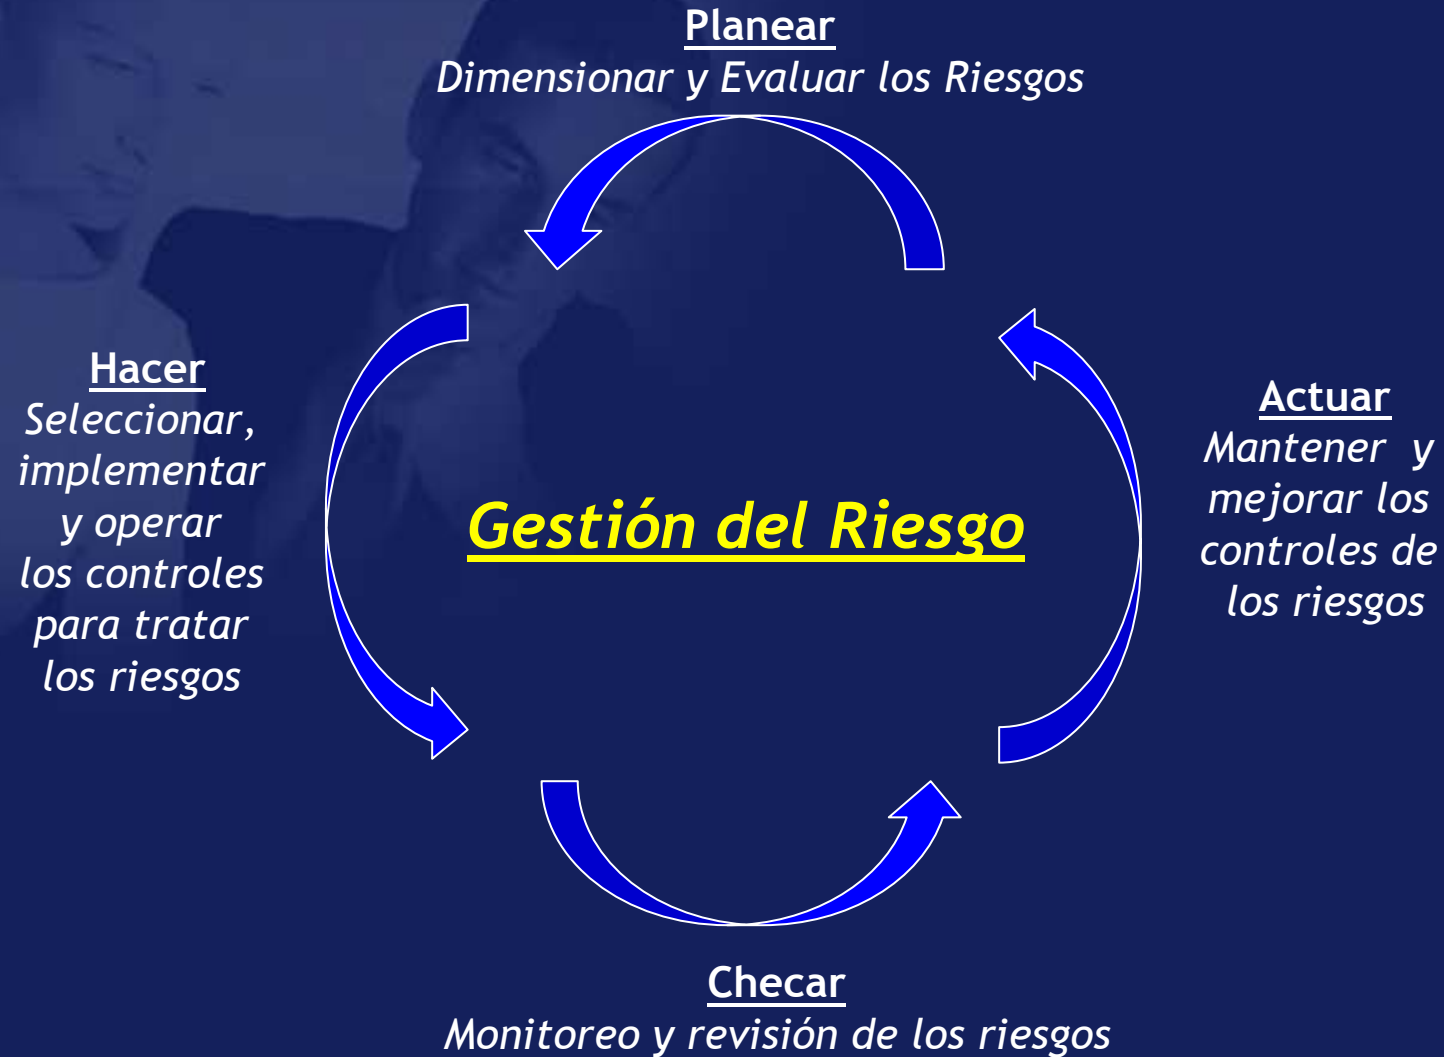 Planear
Dimensionar y Evaluar los Riesgos
Hacer
Seleccionar,
implementar
y operar
los controles
para tratar
los riesgos
Gestión del Riesgo
Actuar
Mantener y
mejorar los
controles de
los riesgos
Checar
Monitoreo y revisión de los riesgos